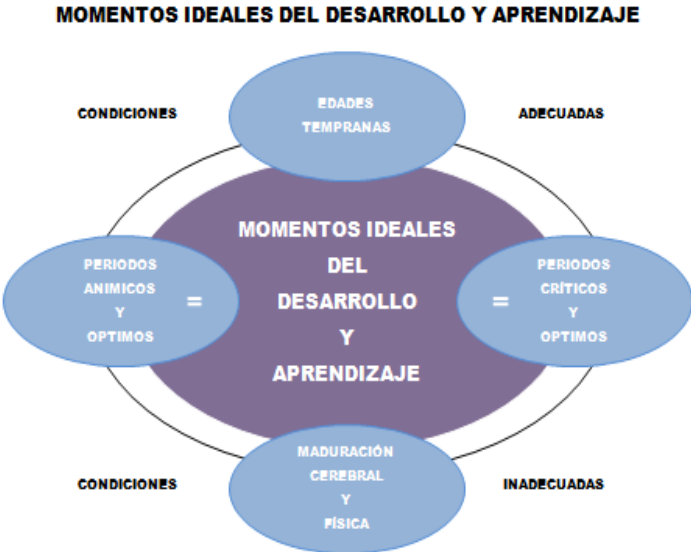 MOMENTOS IDEALES DEL DESARROLLO Y APRENDIZAJE
CONDICIONES
EDADES
TEMPRANAS
ADECUADAS
PERIODOS
ANIMICOS
Y
OPTIMOS
=
MOMENTOS IDEALES
DEL
DESARROLLO
Y
APRENDIZAJE
=
PERIODOS
CRÍTICOS
Y
OPTIMOS
CONDICIONES
MADURACIÓN
CEREBRAL
Y
FÍSICA
INADECUADAS